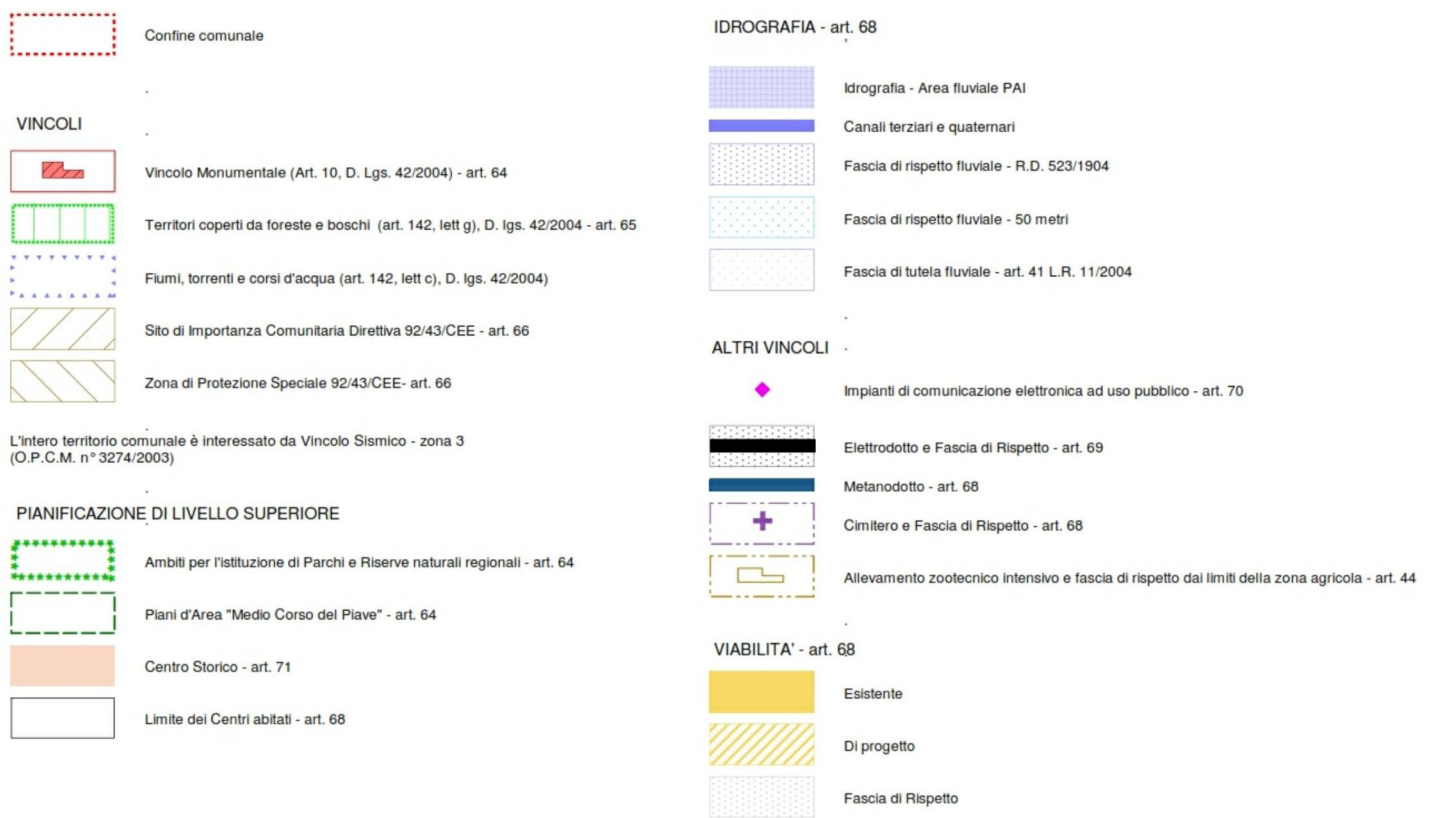 Confine comunale
VINCOLI
Vincolo Monumentale (Art. 10, D. Lgs. 42/2004) - art. 64
Territori coperti da foreste e boschi (art. 142, lett g), D. lgs. 42/2004 - art. 65
Fiumi, torrenti e corsi d'acqua (art. 142, lett c), D. lgs. 42/2004)
Sito di Importanza Comunitaria Direttiva 92/43/CEE - art. 66
Zona di Protezione Speciale 92/43/CEE- art. 66
L'intero territorio comunale è interessato da Vincolo Sismico - zona 3
(O.P.C.M. n° 3274/2003)
PIANIFICAZIONE DI LIVELLO SUPERIORE
Ambiti per l'istituzione di Parchi e Riserve naturali regionali - art. 64
Piani d'Area "Medio Corso del Piave" - art. 64
Centro Storico - art. 71
Limite dei Centri abitati - art. 68
IDROGRAFIA - art. 68
Idrografia - Area fluviale PAI
Canali terziari e quaternari
Fascia di rispetto fluviale - R.D. 523/1904
Fascia di rispetto fluviale - 50 metri
Fascia di tutela fluviale - art. 41 L.R. 11/2004
ALTRI VINCOLI
Impianti di comunicazione elettronica ad uso pubblico - art. 70
Elettrodotto e Fascia di Rispetto - art. 69
Metanodotto - art. 68
Cimitero e Fascia di Rispetto - art. 68
Allevamento zootecnico intensivo e fascia di rispetto dai limiti della zona agricola - art. 44
VIABILITA' - art. 68
Esistente
Di progetto
Fascia di Rispetto